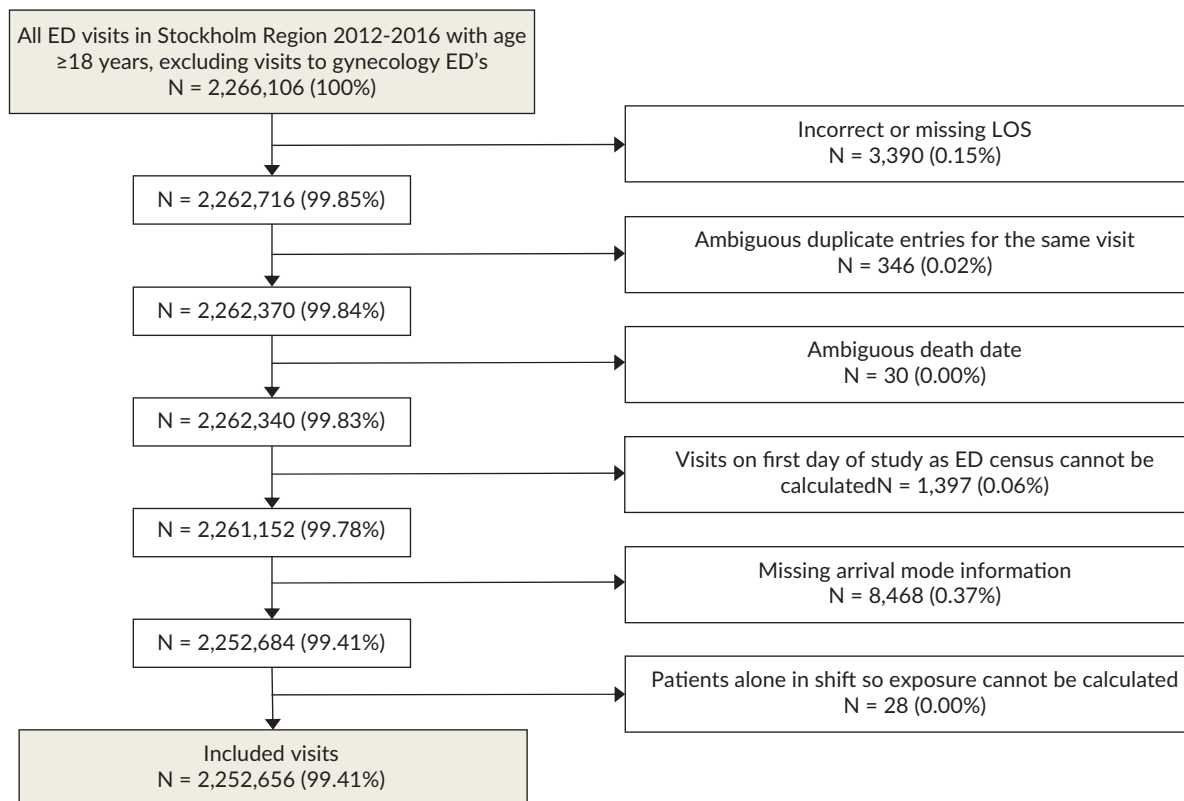 All ED visits in Stockholm Region 2012-2016 with age
≥18 years, excluding visits to gynecology ED's
N = 2,266,106 (100%)
Incorrect or missing LOS
N = 3,390 (0.15%)
N = 2,262,716 (99.85%)
Ambiguous duplicate entries for the same visit
N = 346 (0.02%)
N = 2,262,370 (99.84%)
Ambiguous death date
N = 30 (0.00%)
N = 2,262,340 (99.83%)
Visits on first day of study as ED census cannot be
calculatedN = 1,397 (0.06%)
N = 2,261,152 (99.78%)
Missing arrival mode information
N = 8,468 (0.37%)
N = 2,252,684 (99.41%)
Patients alone in shift so exposure cannot be calculated
N = 28 (0.00%)
Included visits
N = 2,252,656 (99.41%)